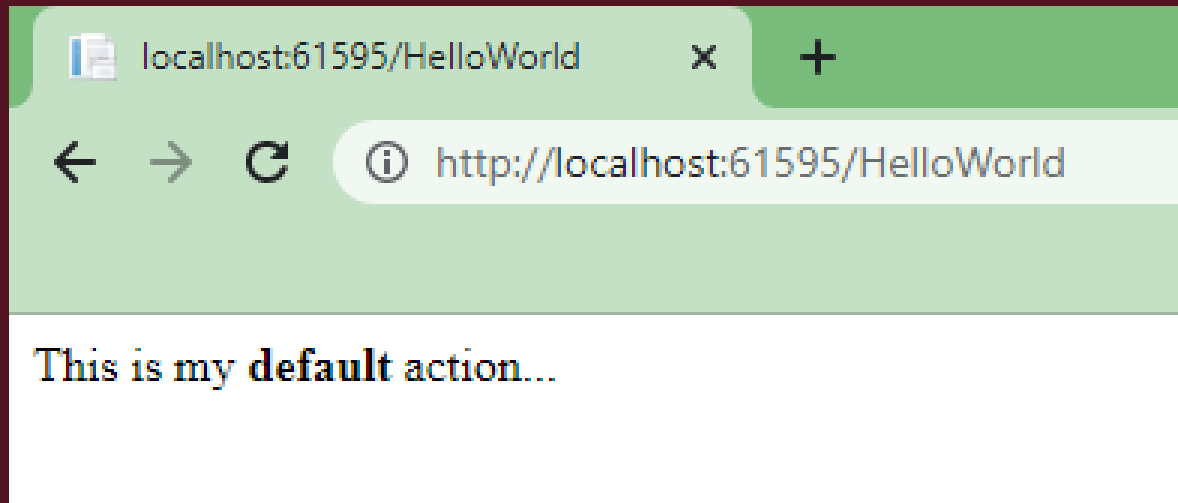 localhost:61595/HelloWorld
http://localhost:61595/HelloWorld
This is my default action...